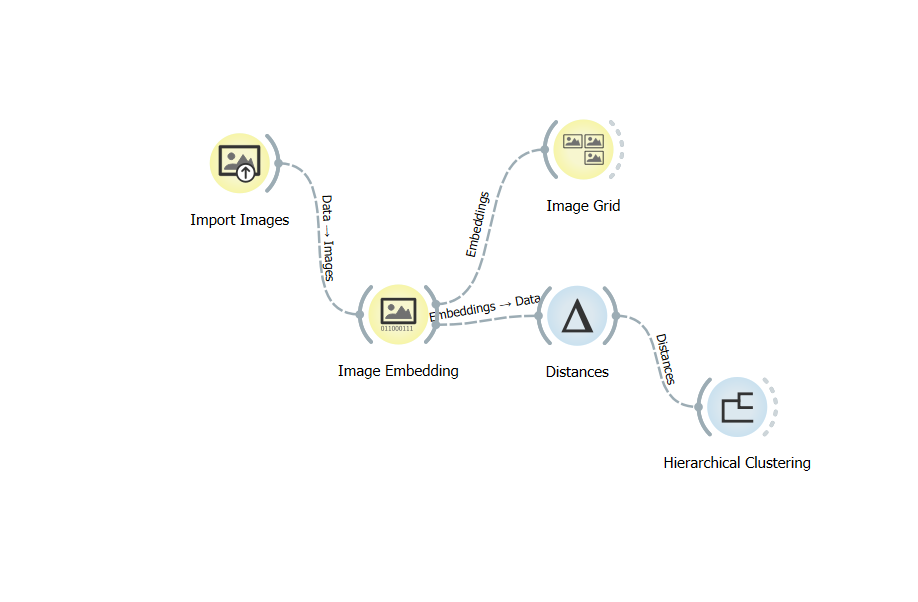 Import Images
Data → Images
Image Embedding
011000111
Embeddings
Image Grid
Embeddings → Data
Distances
Distances
Hierarchical Clustering